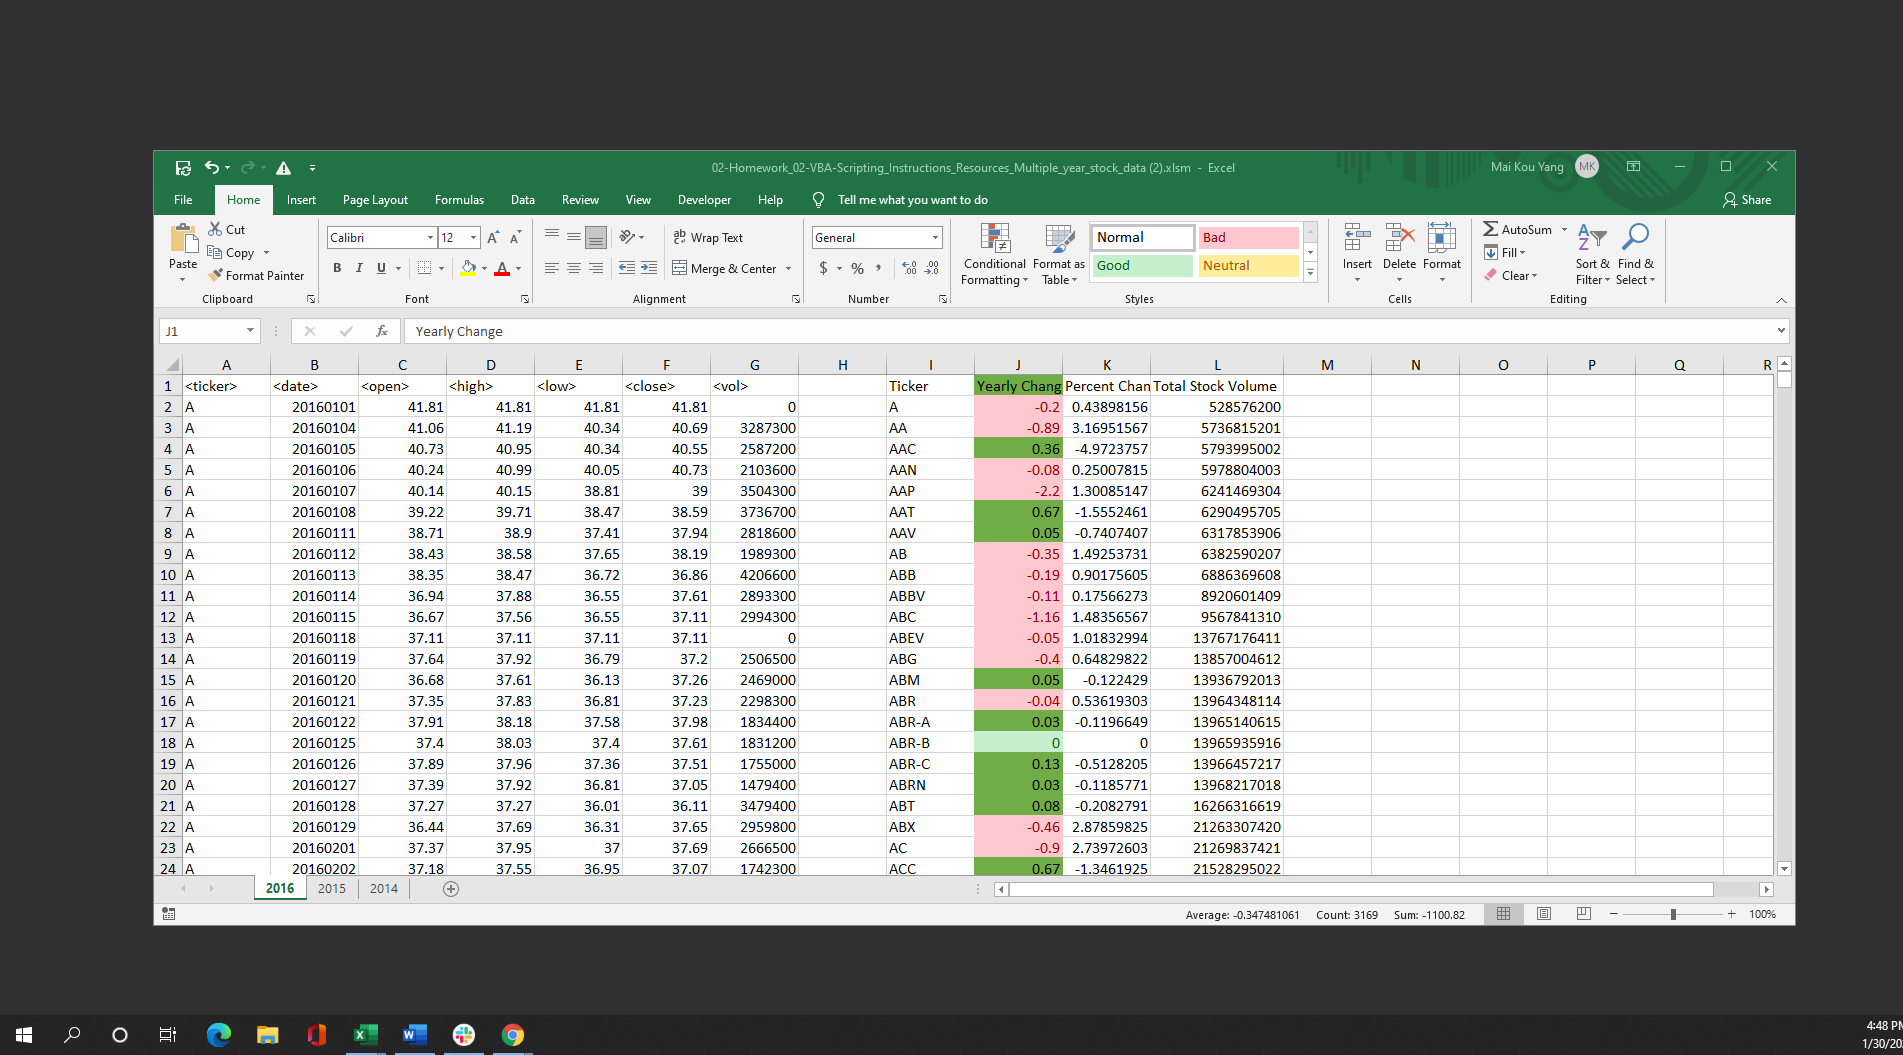 02-Homework_02-VBA-Scripting_Instructions_Resources_Multiple_year_stock_data (2).xlsm - Excel
Mai Kou Yang MK
File Home Insert Page Layout Formulas Data Review View Developer Help Tell me what you want to do Share
Paste
Cut
Copy
Format Painter
Clipboard
Calibri 12
B I U
Font
Wrap Text
Merge & Center
Alignment
General
$ % ,
Number
Conditional Formatting
Format as Table
Normal Bad
Good Neutral
Styles
Insert Delete Format
Cells
AutoSum
Fill
Clear
Sort & Filter
Find & Select
Editing
J1 fx Yearly Change
A B C D E F G H I J K L M N O P Q R
1 <ticker> <date> <open> <high> <low> <close> <vol> Ticker Yearly Chang Percent Chan Total Stock Volume
2 A 20160101 41.81 41.81 41.81 41.81 0 A -0.2 0.43898156 528576200
3 A 20160104 41.06 41.19 40.34 40.69 3287300 AA -0.89 3.16951567 5736815201
4 A 20160105 40.73 40.95 40.34 40.55 2587200 AAC 0.36 -4.9723757 5793995002
5 A 20160106 40.24 40.99 40.05 40.73 2103600 AAN -0.08 0.25007815 5978804003
6 A 20160107 40.14 40.15 38.81 39 3504300 AAP -2.2 1.30085147 6241469304
7 A 20160108 39.22 39.71 38.47 38.59 3736700 AAT 0.67 -1.5552461 6290495705
8 A 20160111 38.71 38.9 37.41 37.94 2818600 AAV 0.05 -0.7407407 6317853906
9 A 20160112 38.43 38.58 37.65 38.19 1989300 AB -0.35 1.49253731 6382590207
10 A 20160113 38.35 38.47 36.72 36.86 4206600 ABB -0.19 0.90175605 6886369608
11 A 20160114 36.94 37.88 36.55 37.61 2893300 ABBV -0.11 0.17566273 8920601409
12 A 20160115 36.67 37.56 36.55 37.11 2994300 ABC -1.16 1.48356567 9567841310
13 A 20160118 37.11 37.11 37.11 37.11 0 ABEV -0.05 1.01832994 13767176411
14 A 20160119 37.64 37.92 36.79 37.2 2506500 ABG -0.4 0.64829822 13857004612
15 A 20160120 36.68 37.61 36.13 37.26 2469000 ABM 0.05 -0.122429 13936792013
16 A 20160121 37.35 37.83 36.81 37.23 2298300 ABR -0.04 0.53619303 13964348114
17 A 20160122 37.91 38.18 37.58 37.98 1834400 ABR-A 0.03 -0.1196649 13965140615
18 A 20160125 37.4 38.03 37.4 37.61 1831200 ABR-B 0 0 13965935916
19 A 20160126 37.89 37.96 37.36 37.51 1755000 ABR-C 0.13 -0.5128205 13966457217
20 A 20160127 37.39 37.92 36.81 37.05 1479400 ABRN 0.03 -0.1185771 13968217018
21 A 20160128 37.27 37.27 36.01 36.11 3479400 ABT 0.08 -0.2082791 16266316619
22 A 20160129 36.44 37.69 36.31 37.65 2959800 ABX -0.46 2.87859825 21263307420
23 A 20160201 37.37 37.95 37 37.69 2666500 AC -0.9 2.73972603 21269837421
24 A 20160202 37.18 37.55 36.95 37.07 1742300 ACC 0.67 -1.3461925 21528295022
2016 2015 2014
Average: -0.347481061 Count: 3169 Sum: -1100.82 100%
4:48 PM
1/30/20